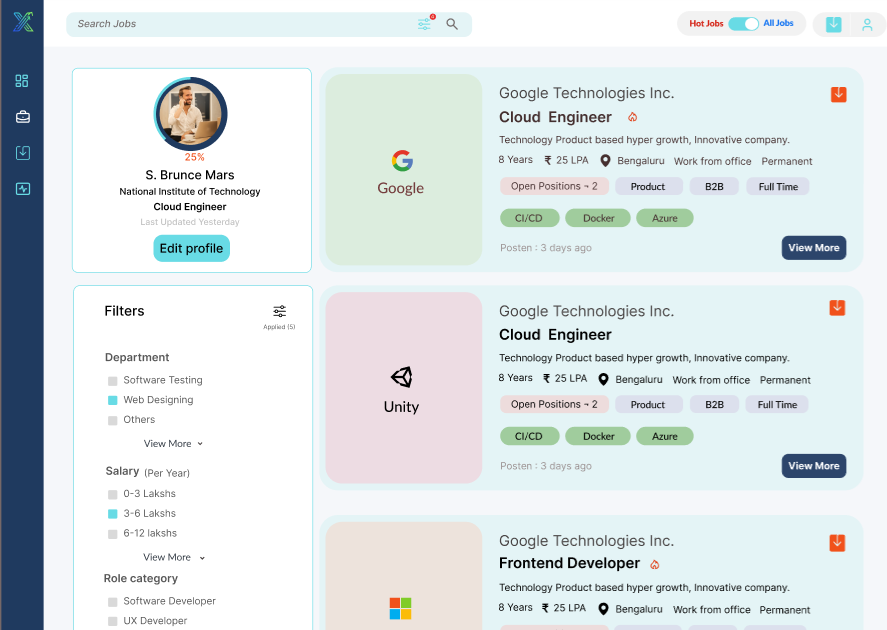 Search Jobs
4
Hot Jobs
All Jobs
25%
S. Brunce Mars
National Institute of Technology
Cloud Engineer
Last Updated Yesterday
Edit profile
Filters
Applied (5)
Department
Software Testing
Web Designing
Others
View More
Salary (Per Year)
0-3 Lakshs
3-6 Lakshs
6-12 lakshs
View More
Role category
Software Developer
UX Developer
Google
Google Technologies Inc.
Cloud Engineer
Technology Product based hyper growth, Innovative company.
8 Years ₹ 25 LPA Bengaluru Work from office Permanent
Open Positions ¬ 2 Product B2B Full Time
CI/CD Docker Azure
Posten : 3 days ago View More
Unity
Google Technologies Inc.
Cloud Engineer
Technology Product based hyper growth, Innovative company.
8 Years ₹ 25 LPA Bengaluru Work from office Permanent
Open Positions ¬ 2 Product B2B Full Time
CI/CD Docker Azure
Posten : 3 days ago View More
Google Technologies Inc.
Frontend Developer
Technology Product based hyper growth, Innovative company.
8 Years ₹ 25 LPA Bengaluru Work from office Permanent